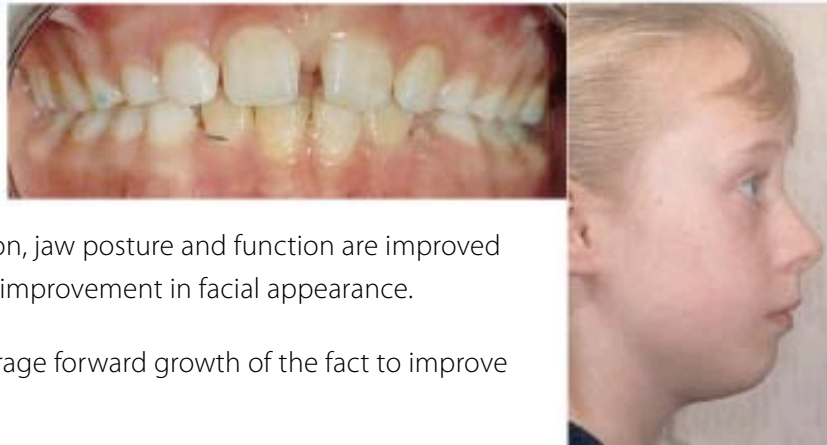 on, jaw posture and function are improved
improvement in facial appearance.
rage forward growth of the fact to improve